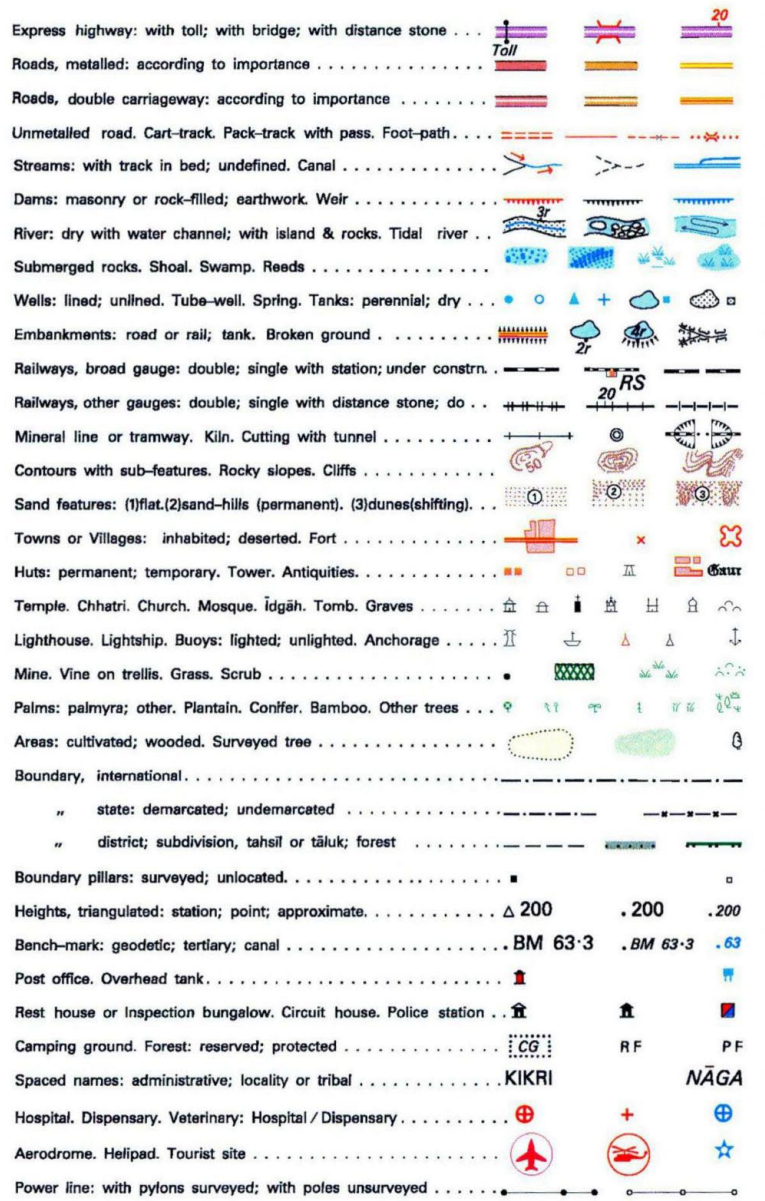 20
Express highway: with toll; with bridge; with distance stone . . .
Toll
Roads, metalled: according to importance . . . . . . . . . . . . . . .
Roads, double carriageway: according to importance . . . . . . . .
Unmetalled road. Cart-track. Pack-track with pass. Foot-path . . . .
Streams: with track in bed; undefined. Canal . . . . . . . . . . . . . .
Dams: masonry or rock-filled; earthwork. Weir . . . . . . . . . . . . .
3r
River: dry with water channel; with island & rocks. Tidal river . .
Submerged rocks. Shoal. Swamp. Reeds . . . . . . . . . . . . . . . .
Wells: lined; unlined. Tube-well. Spring. Tanks: perennial; dry . . .
Embankments: road or rail; tank. Broken ground . . . . . . . . . . 4r
2r
Railways, broad gauge: double; single with station; under constrn. .
RS
Railways, other gauges: double; single with distance stone; do . . 20
Mineral line or tramway. Kiln. Cutting with tunnel . . . . . . . . . .
Contours with sub-features. Rocky slopes. Cliffs . . . . . . . . . . . . 50
Sand features: (1)flat.(2)sand-hills (permanent). (3)dunes(shifting). . . 1 2 3
Towns or Villages: inhabited; deserted. Fort . . . . . . . . . . . . . .
Huts: permanent; temporary. Tower. Antiquities. . . . . . . . . . . . . Gaur
Temple. Chhatri. Church. Mosque. Īdgāh. Tomb. Graves . . . . . . .
Lighthouse. Lightship. Buoys: lighted; unlighted. Anchorage . . . . .
Mine. Vine on trellis. Grass. Scrub . . . . . . . . . . . . . . . . . . . .
Palms: palmyra; other. Plantain. Conifer. Bamboo. Other trees . . .
Areas: cultivated; wooded. Surveyed tree . . . . . . . . . . . . . . . .
Boundary, international . . . . . . . . . . . . . . . . . . . . . . . . . . .
„ state: demarcated; undemarcated . . . . . . . . . . . . . .
„ district; subdivision, tahsil or tāluk; forest . . . . . . . .
Boundary pillars: surveyed; unlocated. . . . . . . . . . . . . . . . . . .
Heights, triangulated: station; point; approximate. . . . . . . . . . . . 200 .200 .200
Bench-mark: geodetic; tertiary; canal . . . . . . . . . . . . . . . . . . .BM 63·3 .BM 63·3 .63
Post office. Overhead tank . . . . . . . . . . . . . . . . . . . . . . . . .
Rest house or Inspection bungalow. Circuit house. Police station . .
Camping ground. Forest: reserved; protected . . . . . . . . . . . . . . CG RF PF
Spaced names: administrative; locality or tribal . . . . . . . . . . . . KIKRI NĀGA
Hospital. Dispensary. Veterinary: Hospital / Dispensary . . . . . . . .
Aerodrome. Helipad. Tourist site . . . . . . . . . . . . . . . . . . . . .
Power line: with pylons surveyed; with poles unsurveyed . . . . . .